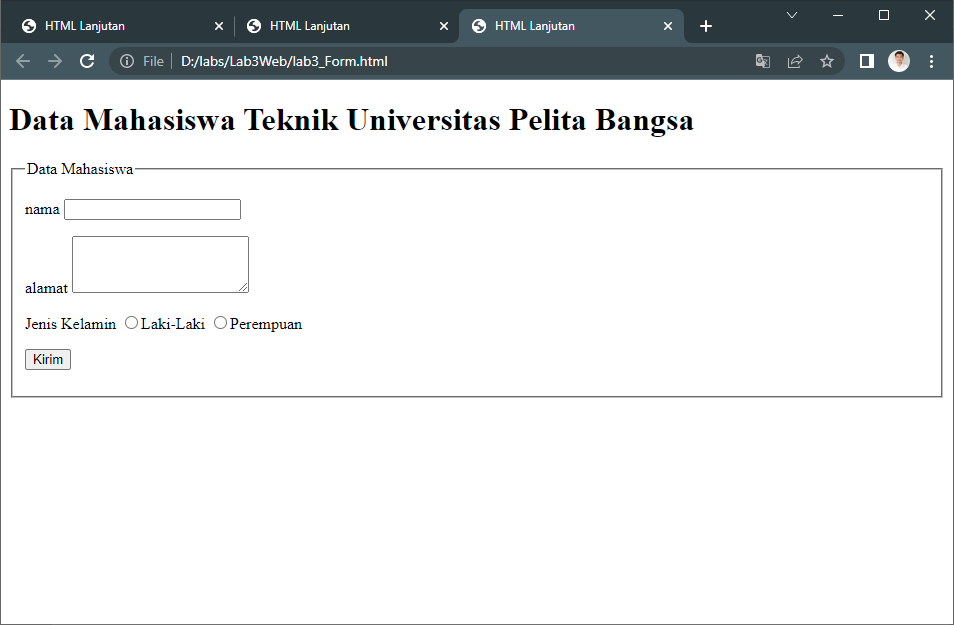 HTML Lanjutan HTML Lanjutan HTML Lanjutan
File D:/labs/Lab3Web/lab3_Form.html
Data Mahasiswa Teknik Universitas Pelita Bangsa
Data Mahasiswa
nama
alamat
Jenis Kelamin Laki-Laki Perempuan
Kirim